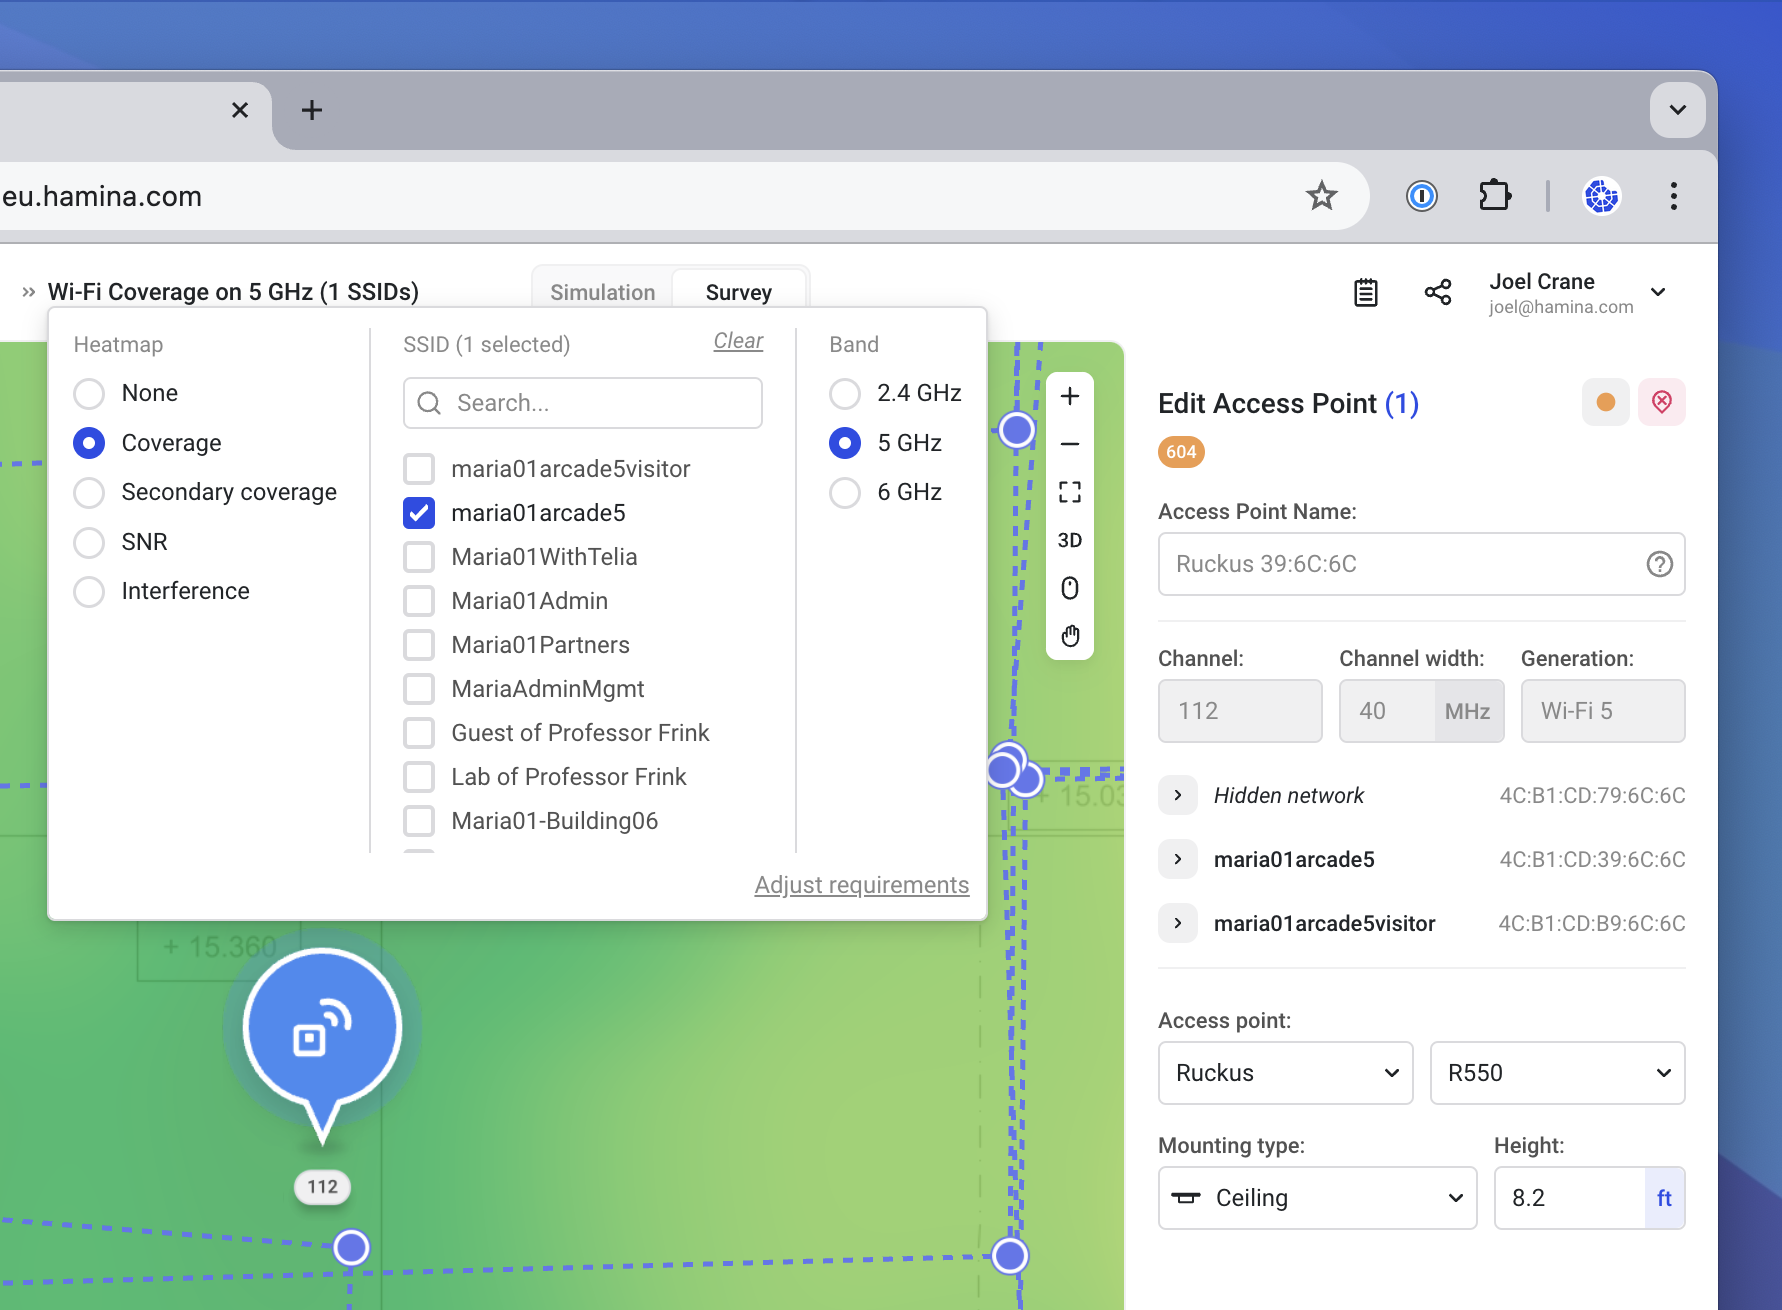 eu.hamina.com
Wi-Fi Coverage on 5 GHz (1 SSIDs)
Simulation
Survey
Joel Crane
joel@hamina.com
Heatmap
None
Coverage
Secondary coverage
SNR
Interference
SSID (1 selected)
Clear
Search...
maria01arcade5visitor
maria01arcade5
Maria01WithTelia
Maria01Admin
Maria01Partners
MariaAdminMgmt
Guest of Professor Frink
Lab of Professor Frink
Maria01-Building06
Band
2.4 GHz
5 GHz
6 GHz
Adjust requirements
3D
+ 15.360
112
Edit Access Point (1)
604
Access Point Name:
Ruckus 39:6C:6C
Channel:
112
Channel width:
40 MHz
Generation:
Wi-Fi 5
Hidden network 4C:B1:CD:79:6C:6C
maria01arcade5 4C:B1:CD:39:6C:6C
maria01arcade5visitor 4C:B1:CD:B9:6C:6C
Access point:
Ruckus
R550
Mounting type:
Ceiling
Height:
8.2 ft